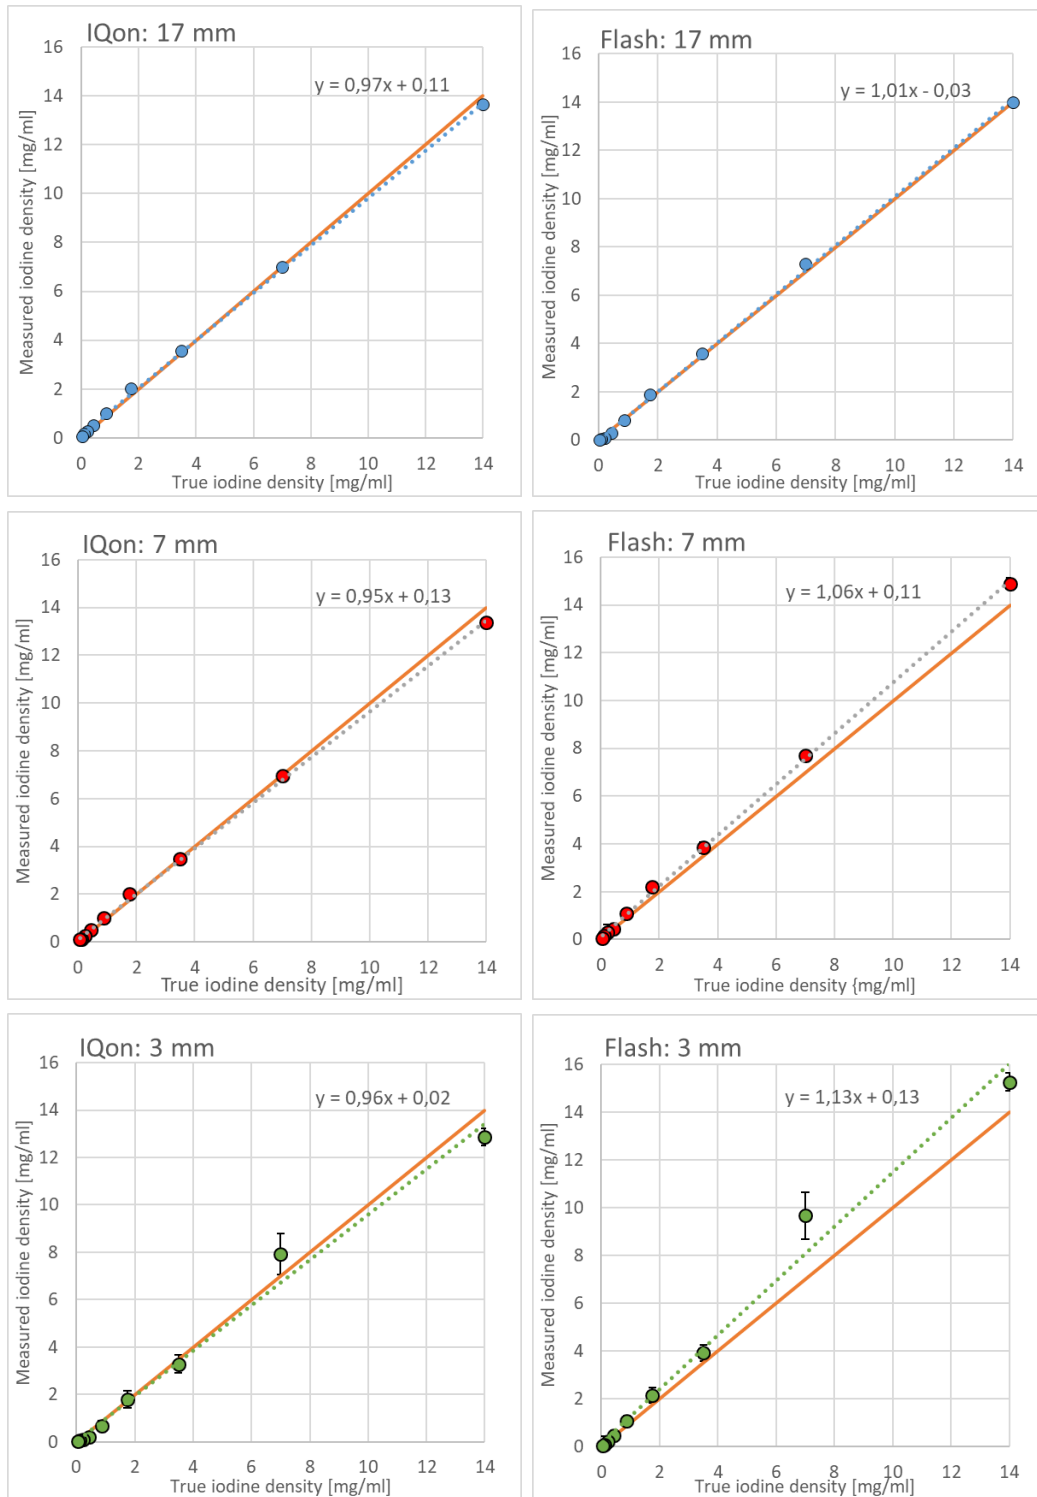 IQon: 17 mm
y = 0,97x + 0,11
Measured iodine density [mg/ml]
16
14
12
10
8
6
4
2
0
0 2 4 6 8 10 12 14
True iodine density [mg/ml]
Flash: 17 mm
y = 1,01x - 0,03
Measured iodine density [mg/ml]
16
14
12
10
8
6
4
2
0
0 2 4 6 8 10 12 14
True iodine density [mg/ml]
IQon: 7 mm
y = 0,95x + 0,13
Measured iodine density [mg/ml]
16
14
12
10
8
6
4
2
0
0 2 4 6 8 10 12 14
True iodine density [mg/ml]
Flash: 7 mm
y = 1,06x + 0,11
Measured iodine density [mg/ml]
16
14
12
10
8
6
4
2
0
0 2 4 6 8 10 12 14
True iodine density {mg/ml]
IQon: 3 mm
y = 0,96x + 0,02
Measured iodine density [mg/ml]
16
14
12
10
8
6
4
2
0
0 2 4 6 8 10 12 14
True iodine density [mg/ml]
Flash: 3 mm
y = 1,13x + 0,13
Measured iodine density [mg/ml]
16
14
12
10
8
6
4
2
0
0 2 4 6 8 10 12 14
True iodine density [mg/ml]